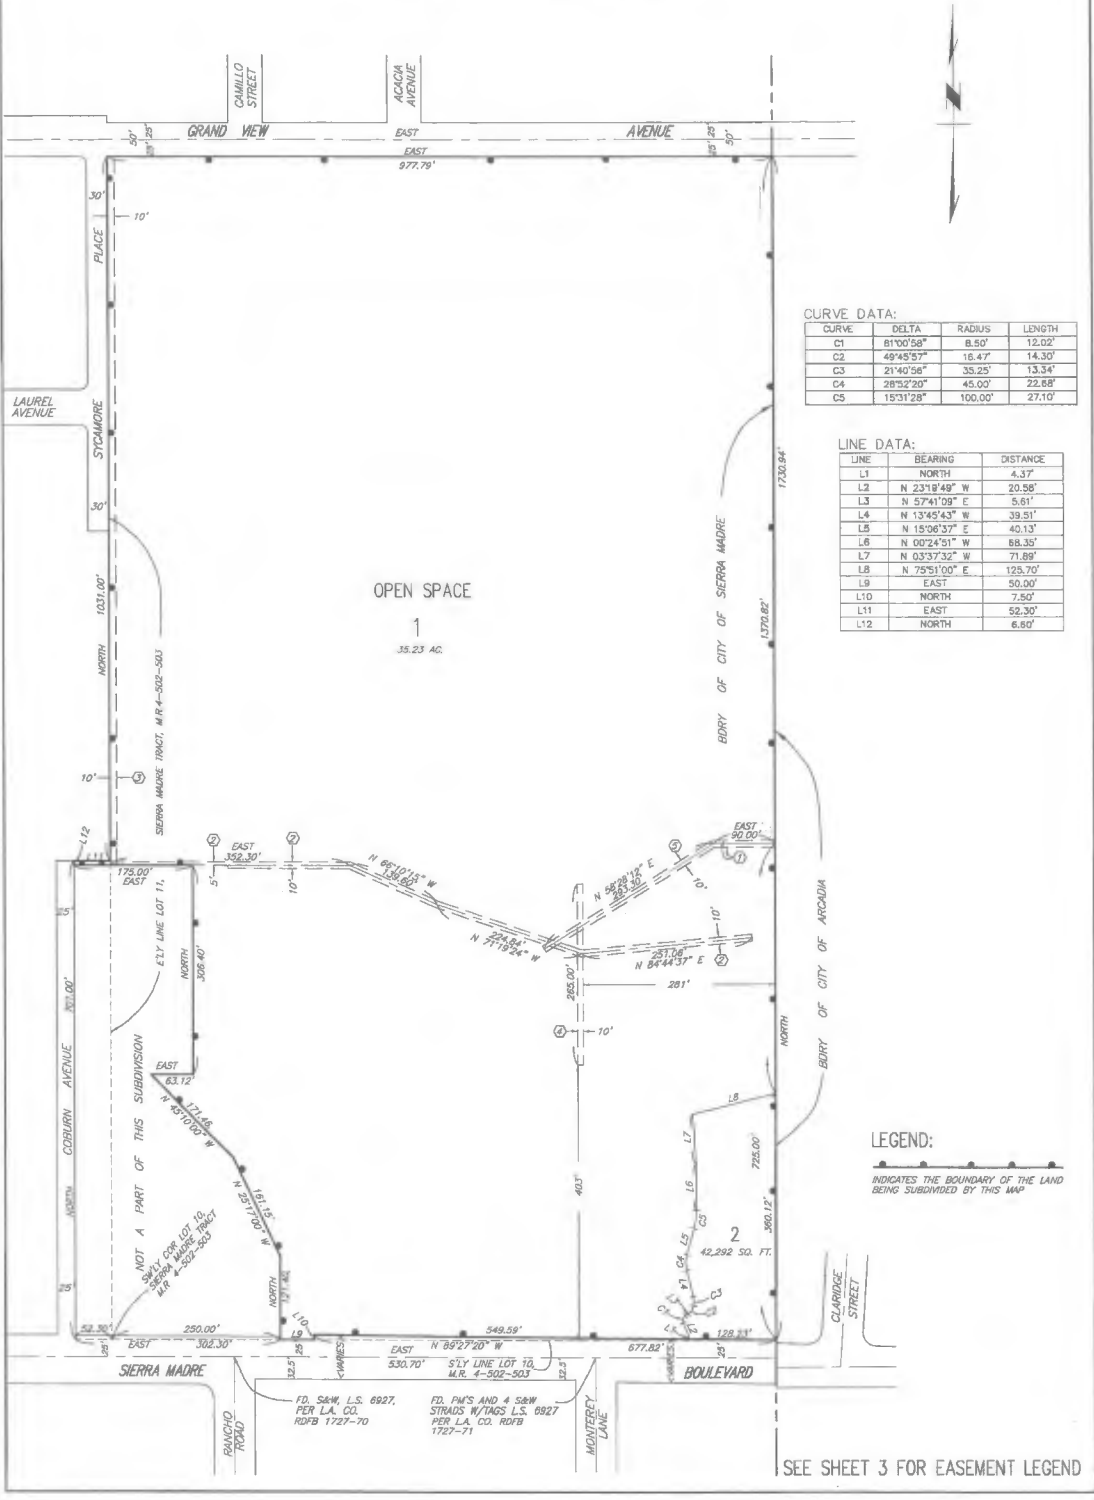 CAMILLO
STREET
ACACIA
AVENUE
GRAND VIEW
EAST
AVENUE
50'
25'
25'
25' 25'
50'
EAST
977.79'
30'
10'
PLACE
LAUREL
AVENUE
SYCAMORE
30'
CURVE DATA:
CURVE DELTA RADIUS LENGTH
C1 81°00'58" 8.50' 12.02'
C2 49°45'57" 16.47' 14.30'
C3 21°40'56" 35.25' 13.34'
C4 28°52'20" 45.00' 22.68'
C5 15°31'28" 100.00' 27.10'
LINE DATA:
LINE BEARING DISTANCE
L1 NORTH 4.37'
L2 N 23°19'49" W 20.58'
L3 N 57°41'09" E 5.61'
L4 N 13°45'43" W 39.51'
L5 N 15°06'37" E 40.13'
L6 N 00°24'51" W 68.35'
L7 N 03°37'32" W 71.89'
L8 N 75°51'00" E 125.70'
L9 EAST 50.00'
L10 NORTH 7.50'
L11 EAST 52.30'
L12 NORTH 6.60'
1730.94'
BDRY OF CITY OF SIERRA MADRE
1370.82'
OPEN SPACE
1
35.23 AC.
NORTH 1031.00'
SIERRA MADRE TRACT, M.R.4-502-503
10'
3
L12
L11
175.00'
EAST
2
EAST
352.30'
2
5'
10'
N 66°10'15" W
139.60'
224.84'
N 71°19'24" W
N 58°28'12" E
263.30'
5
10'
EAST
90.00'
1
10'
251.06'
N 84°44'37" E
2
265.00'
281'
4
10'
BDRY OF CITY OF ARCADIA
NORTH
25'
E'LY LINE LOT 11,
NORTH
306.40'
COBURN AVENUE
701.00'
NORTH
25'
NOT A PART OF THIS SUBDIVISION
EAST
63.12'
171.46
N 45°10'00" W
161.15'
N 25°17'00" W
NORTH
121.40
SW'LY COR LOT 10,
SIERRA MADRE TRACT
M.R. 4-502-503
403'
L8
L7
L6
C5
L5
C4
L4
C3
L3
C2
C1
L2
L1
725.00'
360.12'
2
42,292 SQ. FT.
LEGEND:
INDICATES THE BOUNDARY OF THE LAND
BEING SUBDIVIDED BY THIS MAP
CLARIDGE
STREET
52.30'
250.00'
L10
L9
549.59'
128.23'
25'
EAST
302.30'
25'
EAST
N 89°27'20" W
677.82'
25'
530.70'
S'LY LINE LOT 10,
M.R. 4-502-503
32.5'
VARIES
32.5'
VARIES
SIERRA MADRE
BOULEVARD
FD. S&W, L.S. 6927,
PER L.A. CO.
RDFB 1727-70
FD. PM'S AND 4 S&W
STRADS W/TAGS L.S. 6927
PER L.A. CO. RDFB
1727-71
RANCHO
ROAD
MONTEREY
LANE
SEE SHEET 3 FOR EASEMENT LEGEND